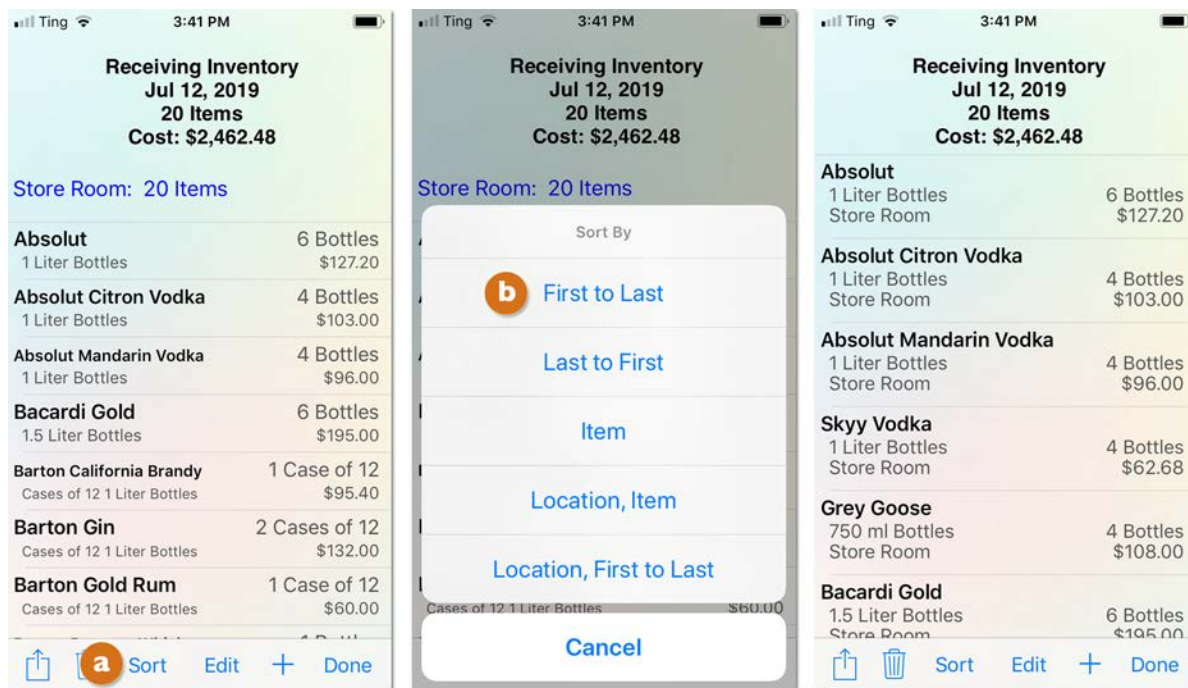 Ting 3:41 PM
Receiving Inventory
Jul 12, 2019
20 Items
Cost: $2,462.48
Store Room: 20 Items
Absolut 6 Bottles
1 Liter Bottles $127.20
Absolut Citron Vodka 4 Bottles
1 Liter Bottles $103.00
Absolut Mandarin Vodka 4 Bottles
1 Liter Bottles $96.00
Bacardi Gold 6 Bottles
1.5 Liter Bottles $195.00
Barton California Brandy 1 Case of 12
Cases of 12 1 Liter Bottles $95.40
Barton Gin 2 Cases of 12
Cases of 12 1 Liter Bottles $132.00
Barton Gold Rum 1 Case of 12
Cases of 12 1 Liter Bottles $60.00
a Sort Edit + Done
Ting 3:41 PM
Receiving Inventory
Jul 12, 2019
20 Items
Cost: $2,462.48
Store Room: 20 Items
Sort By
b First to Last
Last to First
Item
Location, Item
Location, First to Last
Cases of 12 1 Liter Bottles $60.00
Cancel
Ting 3:41 PM
Receiving Inventory
Jul 12, 2019
20 Items
Cost: $2,462.48
Absolut
1 Liter Bottles 6 Bottles
Store Room $127.20
Absolut Citron Vodka
1 Liter Bottles 4 Bottles
Store Room $103.00
Absolut Mandarin Vodka
1 Liter Bottles 4 Bottles
Store Room $96.00
Skyy Vodka
1 Liter Bottles 4 Bottles
Store Room $62.68
Grey Goose
750 ml Bottles 4 Bottles
Store Room $108.00
Bacardi Gold
1.5 Liter Bottles 6 Bottles
Store Room $195.00
Sort Edit + Done